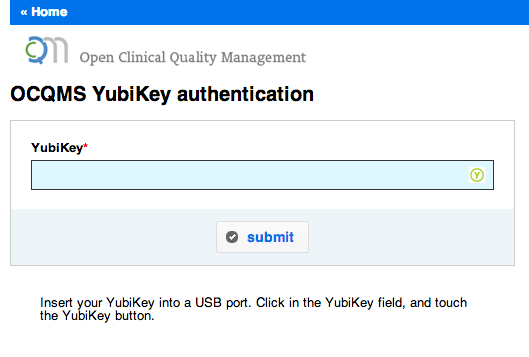 « Home
QM Open Clinical Quality Management
OCQMS YubiKey authentication
YubiKey*
Y
submit
Insert your YubiKey into a USB port. Click in the YubiKey field, and touch
the YubiKey button.